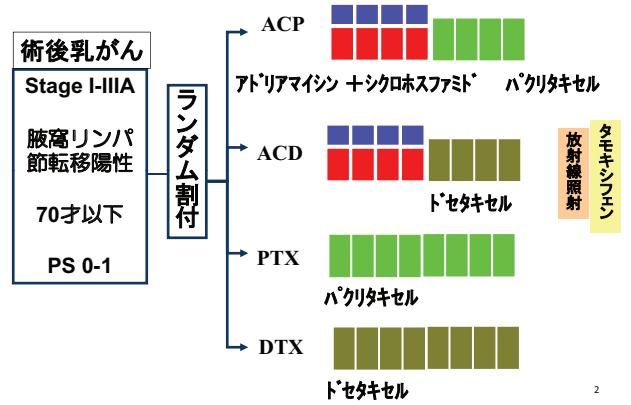 術後乳がん
Stage I-IIIA
腋窩リンパ
節転移陽性
70才以下
PS 0-1
ランダム割付
ACP
アドリアマイシン +シクロホスファミド パクリタキセル
ACD
ドセタキセル
PTX
パクリタキセル
DTX
ドセタキセル
放射線照射
タモキシフェン
2